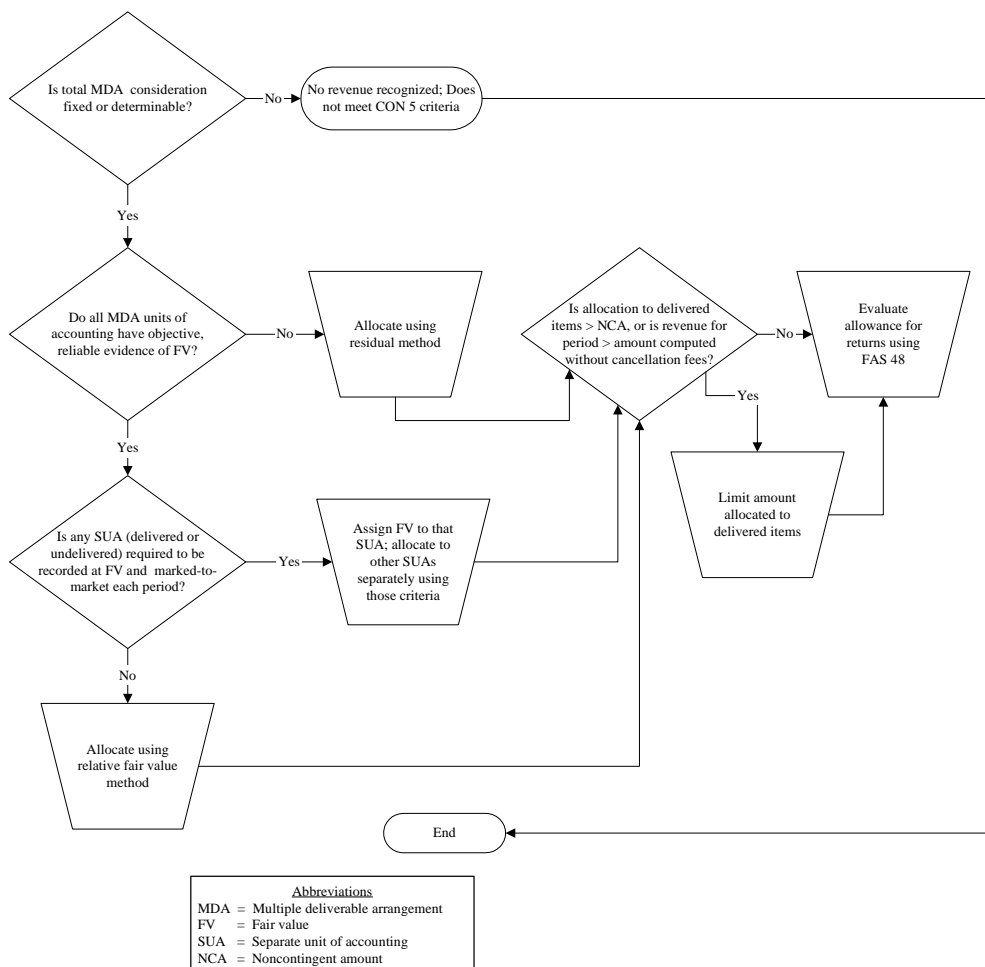 Is total MDA consideration
fixed or determinable?
No
No revenue recognized; Does
not meet CON 5 criteria
Yes
Do all MDA units of
accounting have objective,
reliable evidence of FV?
No
Allocate using
residual method
Is allocation to delivered
items > NCA, or is revenue for
period > amount computed
without cancellation fees?
No
Evaluate
allowance for
returns using
FAS 48
Yes
Limit amount
allocated to
delivered items
Yes
Is any SUA (delivered or
undelivered) required to be
recorded at FV and marked-to-
market each period?
Yes
Assign FV to that
SUA; allocate to
other SUAs
separately using
those criteria
No
Allocate using
relative fair value
method
End
Abbreviations
MDA = Multiple deliverable arrangement
FV = Fair value
SUA = Separate unit of accounting
NCA = Noncontingent amount